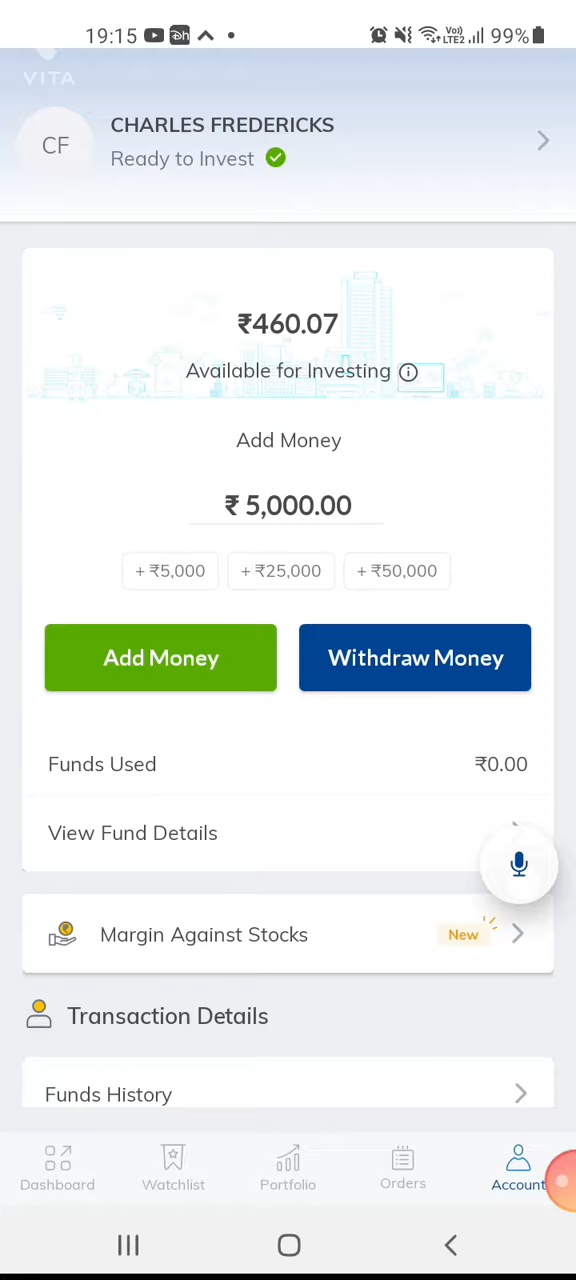 19:15
Vo)
LTE2
99%
VITA
CF
CHARLES FREDERICKS
Ready to Invest
₹460.07
Available for Investing
Add Money
₹ 5,000.00
+ ₹5,000 + ₹25,000 + ₹50,000
Add Money Withdraw Money
Funds Used ₹0.00
View Fund Details
Margin Against Stocks New
Transaction Details
Funds History
Dashboard Watchlist Portfolio Orders Account